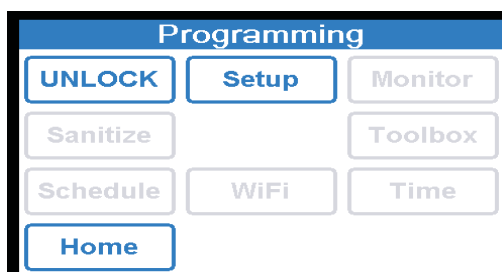 Programming
UNLOCK Setup Monitor
Sanitize Toolbox
Schedule WiFi Time
Home